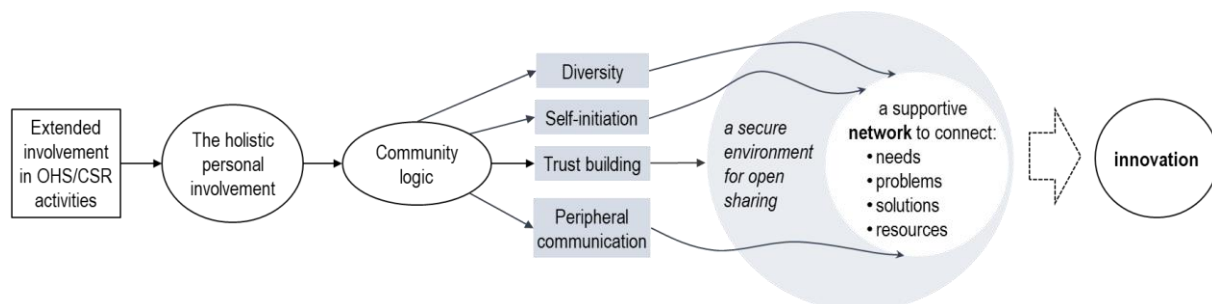 Extended
involvement
in OHS/CSR
activities
The holistic
personal
involvement
Community
logic
Diversity
Self-initiation
Trust building
Peripheral
communication
a secure
environment
for open
sharing
a supportive
network to connect:
• needs
• problems
• solutions
• resources
innovation